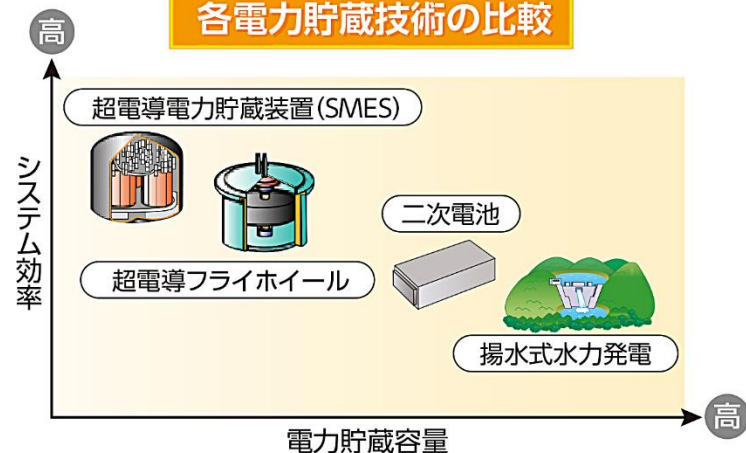 各電力貯蔵技術の比較
高
超電導電力貯蔵装置(SMES)
システム効率
二次電池
超電導フライホイール
揚水式水力発電
高
電力貯蔵容量